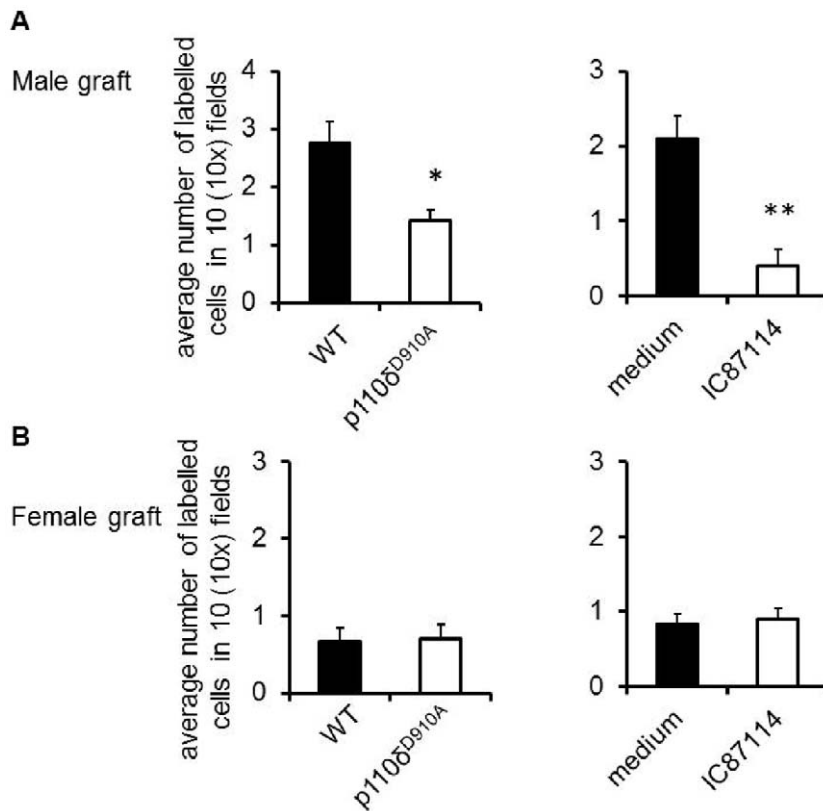 A
Male graft
average number of labelled
cells in 10 (10x) fields
4
3
2
1
0
*
WT
p110δD910A
3
2
1
0
**
medium
IC87114
B
Female graft
average number of labelled
cells in 10 (10x) fields
3
2
1
0
WT
p110δD910A
3
2
1
0
medium
IC87114